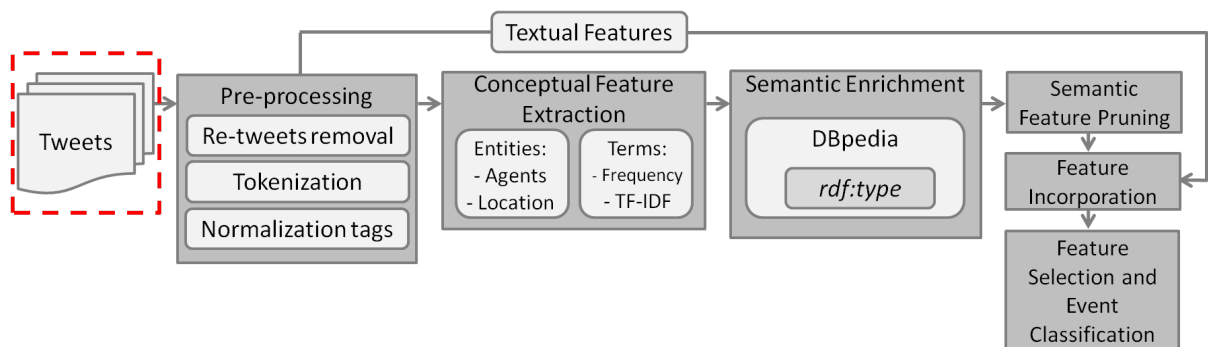 Textual Features
Tweets
Pre-processing
Re-tweets removal
Tokenization
Normalization tags
Conceptual Feature
Extraction
Entities:
- Agents
- Location
Terms:
- Frequency
- TF-IDF
Semantic Enrichment
DBpedia
rdf:type
Semantic
Feature Pruning
Feature
Incorporation
Feature
Selection and
Event
Classification